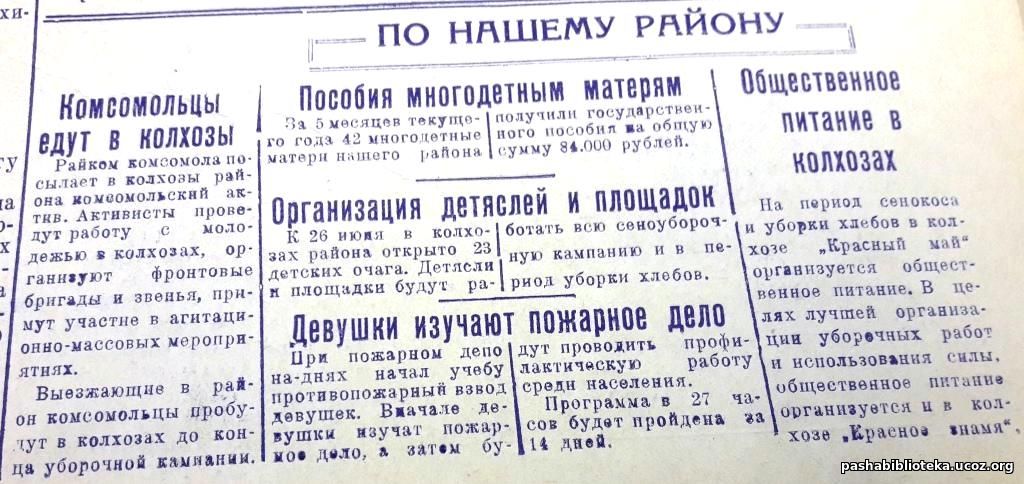 ПО НАШЕМУ РАЙОНУ
Комсомольцы
едут в колхозы
Райком комсомола по-
сылает в колхозы рай-
она комсомольский ак-
тив. Активисты прове-
дут работу с моло-
дежью в колхозах, ор-
ганизуют фронтовые
бригады и звенья, при-
мут участие в агитаци-
онно-массовых меропри-
ятиях.
Выезжающие в рай-
он комсомольцы пробу-
дут в колхозах до кон-
ца уборочной кампании.
Пособия многодетным матерям
За 5 месяцев текуще-
го года 42 многодетные
матери нашего района
получили государствен-
ного пособия на общую
сумму 84.000 рублей.
Организация детяслей и площадок
К 26 июня в колхо-
зах района открыто 23
детских очага. Детясли
и площадки будут ра-
ботать всю сеноубороч-
ную кампанию и в пе-
риод уборки хлебов.
Девушки изучают пожарное дело
При пожарном депо
на-днях начал учебу
противопожарный взвод
девушек. Вначале де-
вушки изучат пожар-
ное дело, а затем бу-
дут проводить профи-
лактическую работу
среди населения.
Программа в 27 ча-
сов будет пройдена за
14 дней.
Общественное
питание в
колхозах
На период сенокоса
и уборки хлебов в кол-
хозе „Красный май“
организуется общест-
венное питание. В це-
лях лучшей организа-
ции уборочных работ
и использования силы,
общественное питание
организуется и в кол-
хозе „Красное знамя“,
pashabiblioteka.ucoz.org